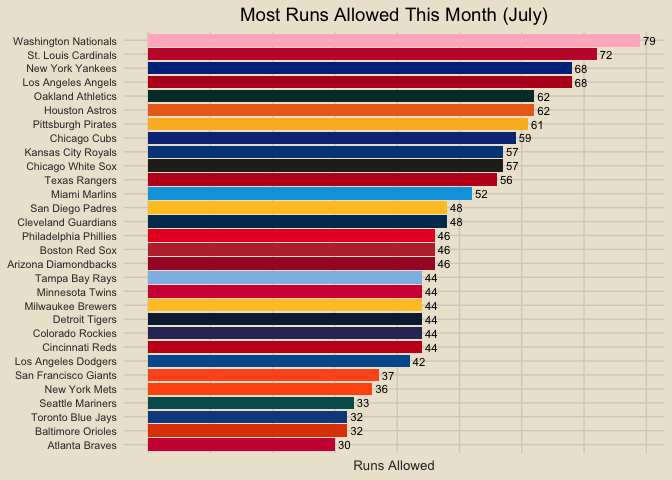 Most Runs Allowed This Month (July)
Washington Nationals 79
St. Louis Cardinals 72
New York Yankees 68
Los Angeles Angels 68
Oakland Athletics 62
Houston Astros 62
Pittsburgh Pirates 61
Chicago Cubs 59
Kansas City Royals 57
Chicago White Sox 57
Texas Rangers 56
Miami Marlins 52
San Diego Padres 48
Cleveland Guardians 48
Philadelphia Phillies 46
Boston Red Sox 46
Arizona Diamondbacks 46
Tampa Bay Rays 44
Minnesota Twins 44
Milwaukee Brewers 44
Detroit Tigers 44
Colorado Rockies 44
Cincinnati Reds 44
Los Angeles Dodgers 42
San Francisco Giants 37
New York Mets 36
Seattle Mariners 33
Toronto Blue Jays 32
Baltimore Orioles 32
Atlanta Braves 30
Runs Allowed